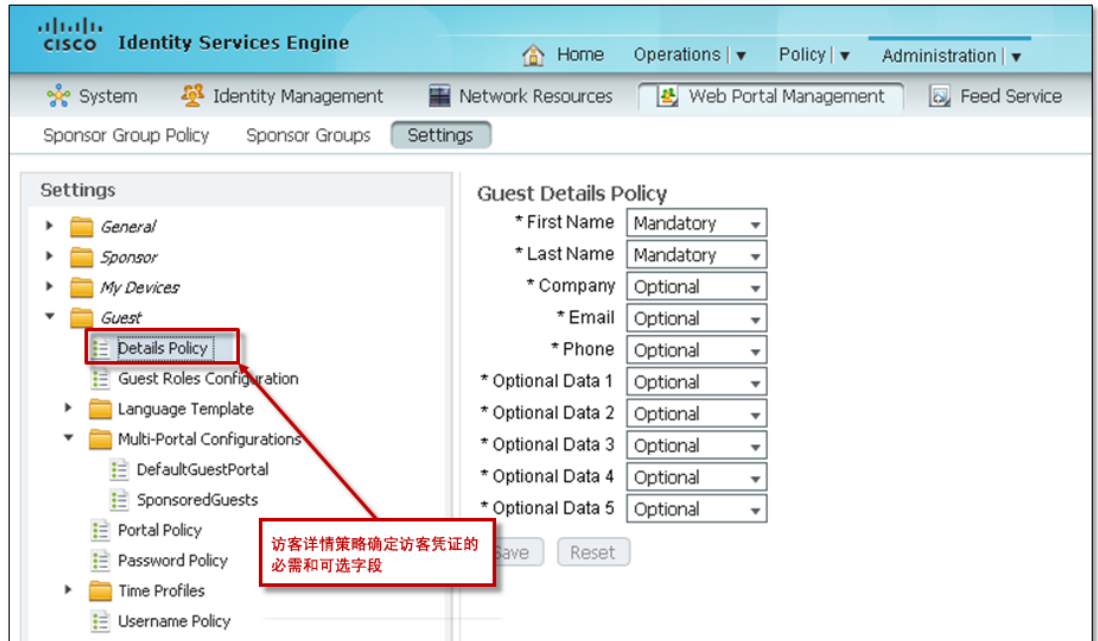 CISCO Identity Services Engine
Home Operations | ▼ Policy | ▼ Administration | ▼
System Identity Management Network Resources Web Portal Management Feed Service
Sponsor Group Policy Sponsor Groups Settings
Settings
General
Sponsor
My Devices
Guest
Details Policy
Guest Roles Configuration
Language Template
Multi-Portal Configurations
DefaultGuestPortal
SponsoredGuests
Portal Policy
Password Policy
Time Profiles
Username Policy
访客详情策略确定访客凭证的
必需和可选字段
Guest Details Policy
* First Name Mandatory
* Last Name Mandatory
* Company Optional
* Email Optional
* Phone Optional
* Optional Data 1 Optional
* Optional Data 2 Optional
* Optional Data 3 Optional
* Optional Data 4 Optional
* Optional Data 5 Optional
Save Reset